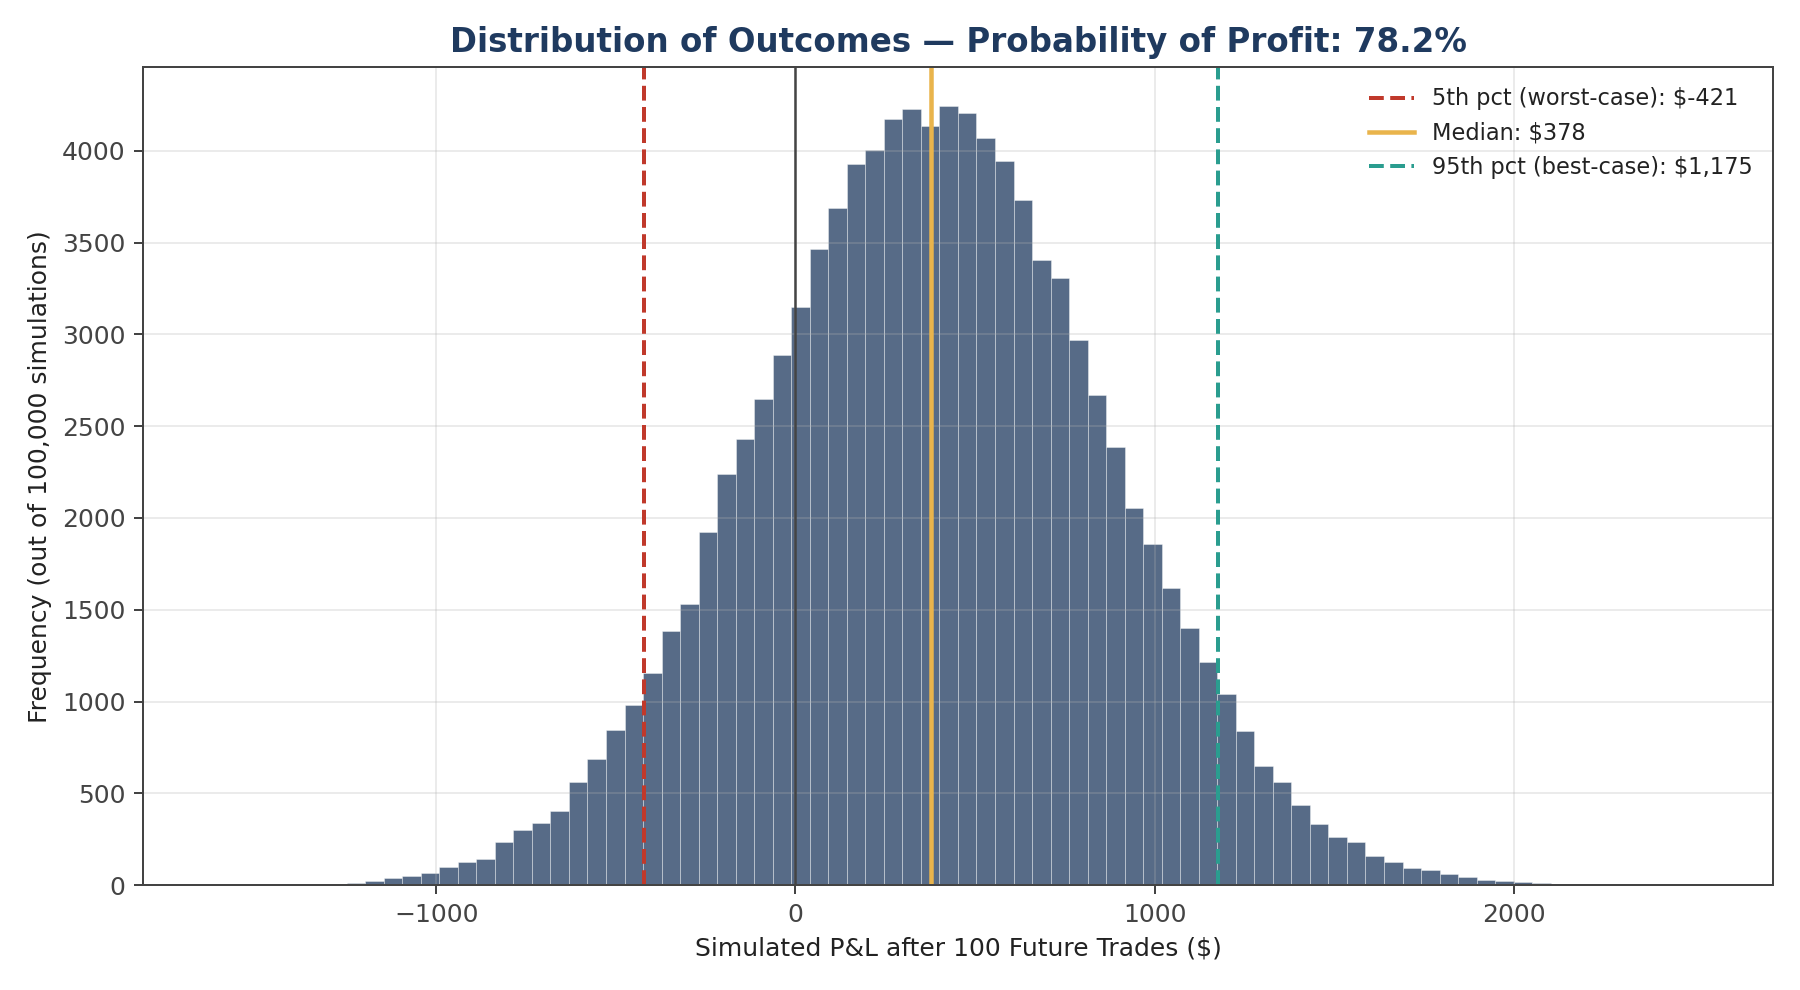 Distribution of Outcomes — Probability of Profit: 78.2%
5th pct (worst-case): $-421
Median: $378
95th pct (best-case): $1,175
Frequency (out of 100,000 simulations)
4000
3500
3000
2500
2000
1500
1000
500
0
−1000
0
1000
2000
Simulated P&L after 100 Future Trades ($)